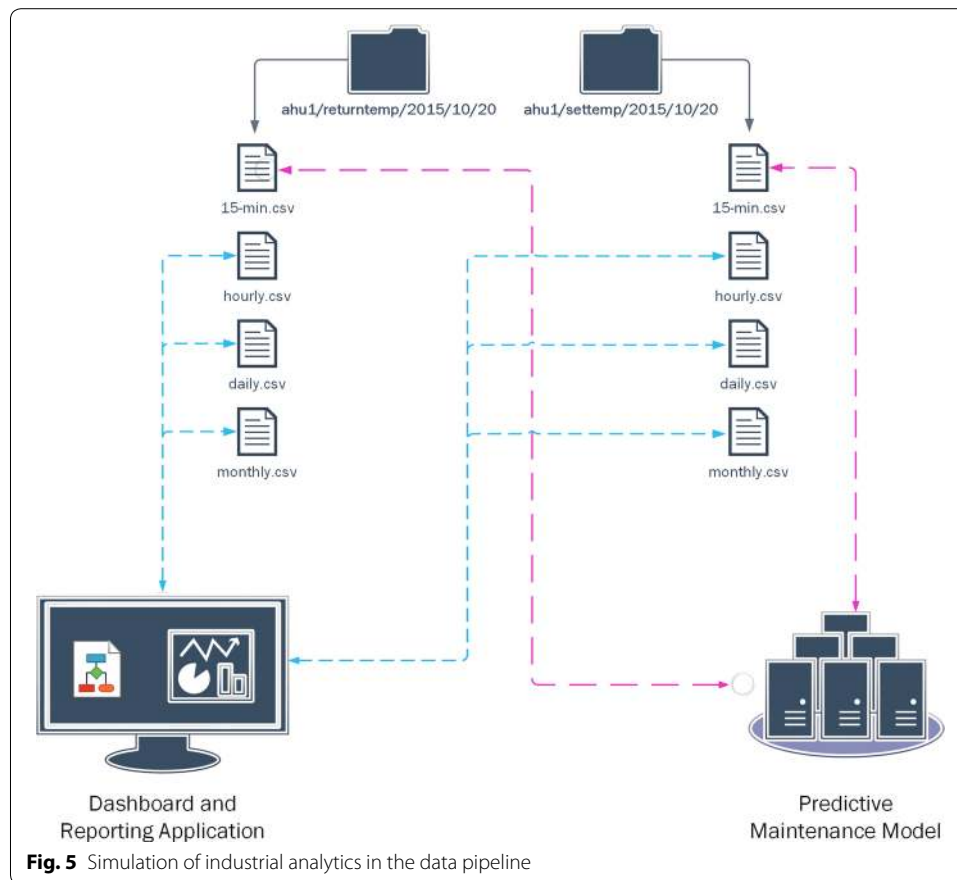 ahu1/returntemp/2015/10/20
ahu1/settemp/2015/10/20
15-min.csv
15-min.csv
hourly.csv
hourly.csv
daily.csv
daily.csv
monthly.csv
monthly.csv
Dashboard and
Reporting Application
Predictive
Maintenance Model
Fig. 5 Simulation of industrial analytics in the data pipeline